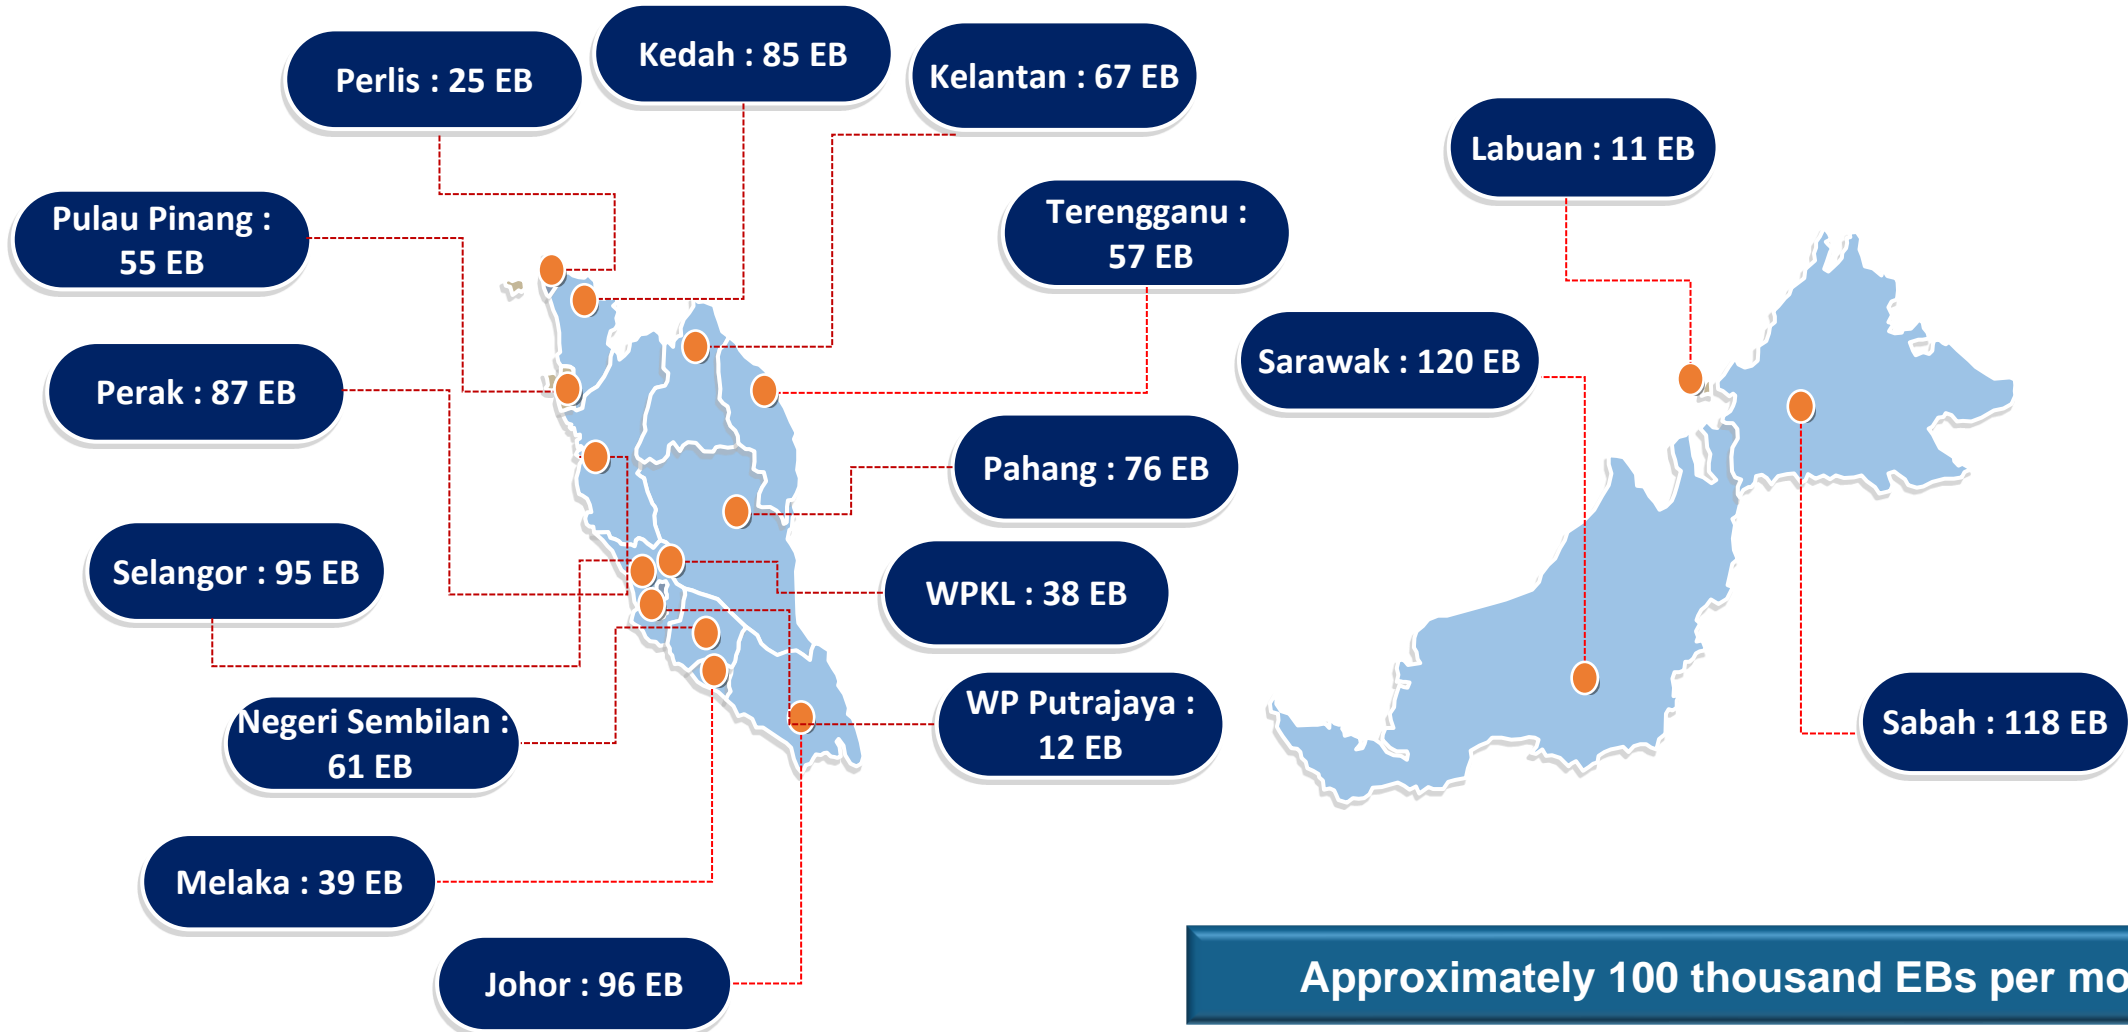 Perlis : 25 EB
Kedah : 85 EB
Kelantan : 67 EB
Labuan : 11 EB
Pulau Pinang :
55 EB
Terengganu :
57 EB
Sarawak : 120 EB
Perak : 87 EB
Pahang : 76 EB
Selangor : 95 EB
WPKL : 38 EB
Negeri Sembilan :
61 EB
WP Putrajaya :
12 EB
Sabah : 118 EB
Melaka : 39 EB
Johor : 96 EB
Approximately 100 thousand EBs per